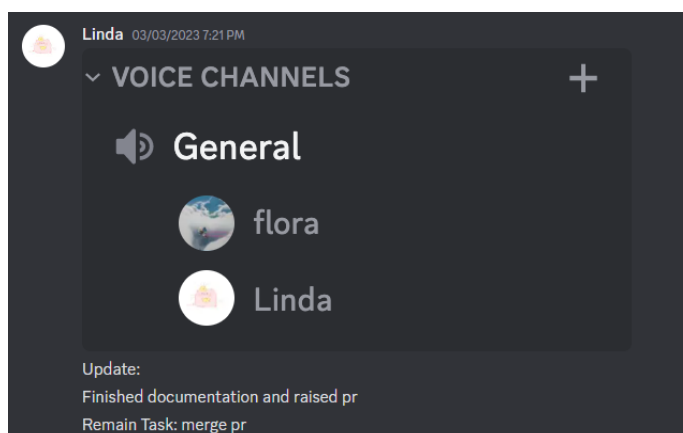 Linda 03/03/2023 7:21 PM
VOICE CHANNELS
General
flora
Linda
Update:
Finished documentation and raised pr
Remain Task: merge pr